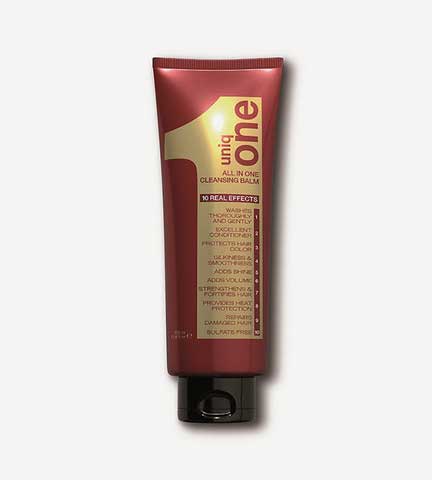 uniq
one
ALL IN ONE
CLEANSING BALM
10 REAL EFFECTS
WASHES
THOROUGHLY
AND GENTLY
1
EXCELLENT
CONDITIONER
2
PROTECTS HAIR
COLOR
3
SILKINESS &
SMOOTHNESS
4
ADDS SHINE 5
ADDS VOLUME 6
STRENGTHENS &
FORTIFIES HAIR
7
PROVIDES HEAT
PROTECTION
8
REPAIRS
DAMAGED HAIR
9
SULFATE FREE 10